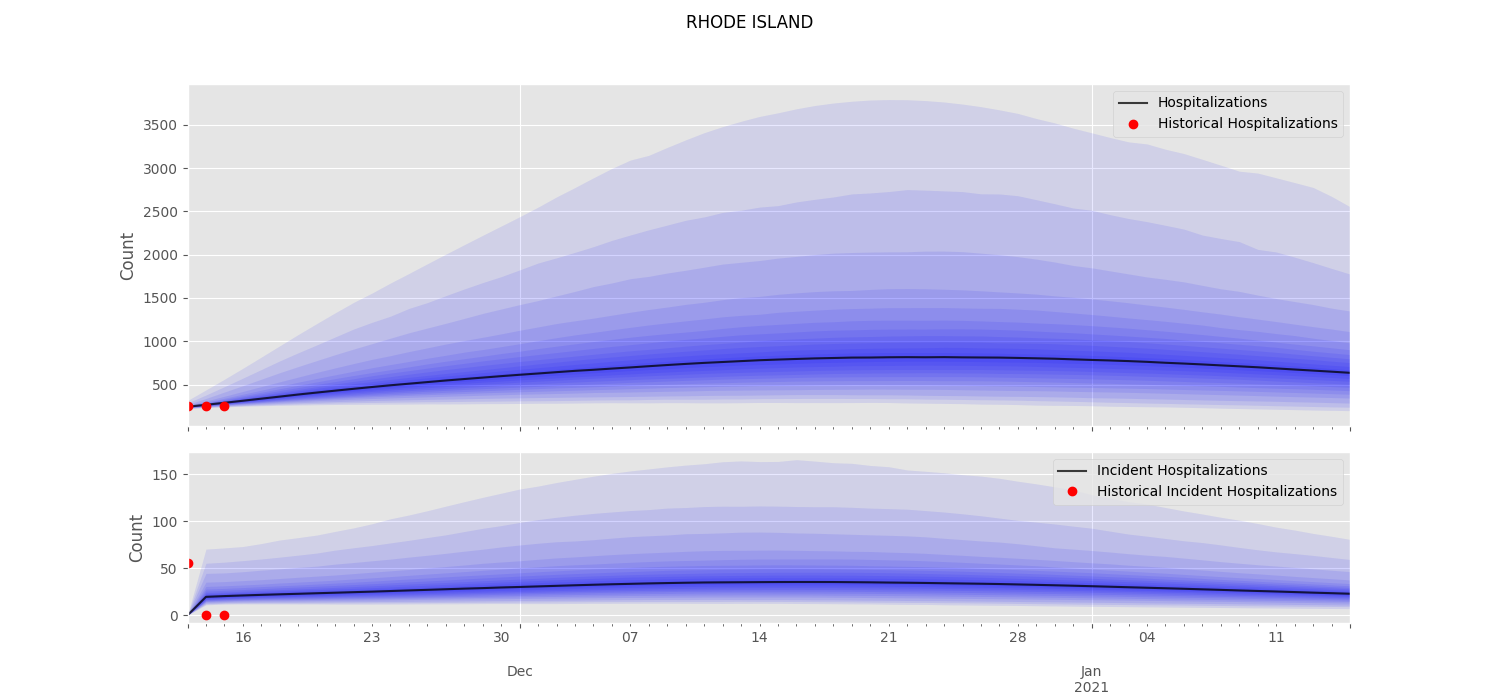 RHODE ISLAND
Hospitalizations
Historical Hospitalizations
3500
3000
2500
2000
1500
1000
500
Count
Incident Hospitalizations
Historical Incident Hospitalizations
150
100
50
0
Count
16 23 30 07 14 21 28 04 11
Dec Jan
2021